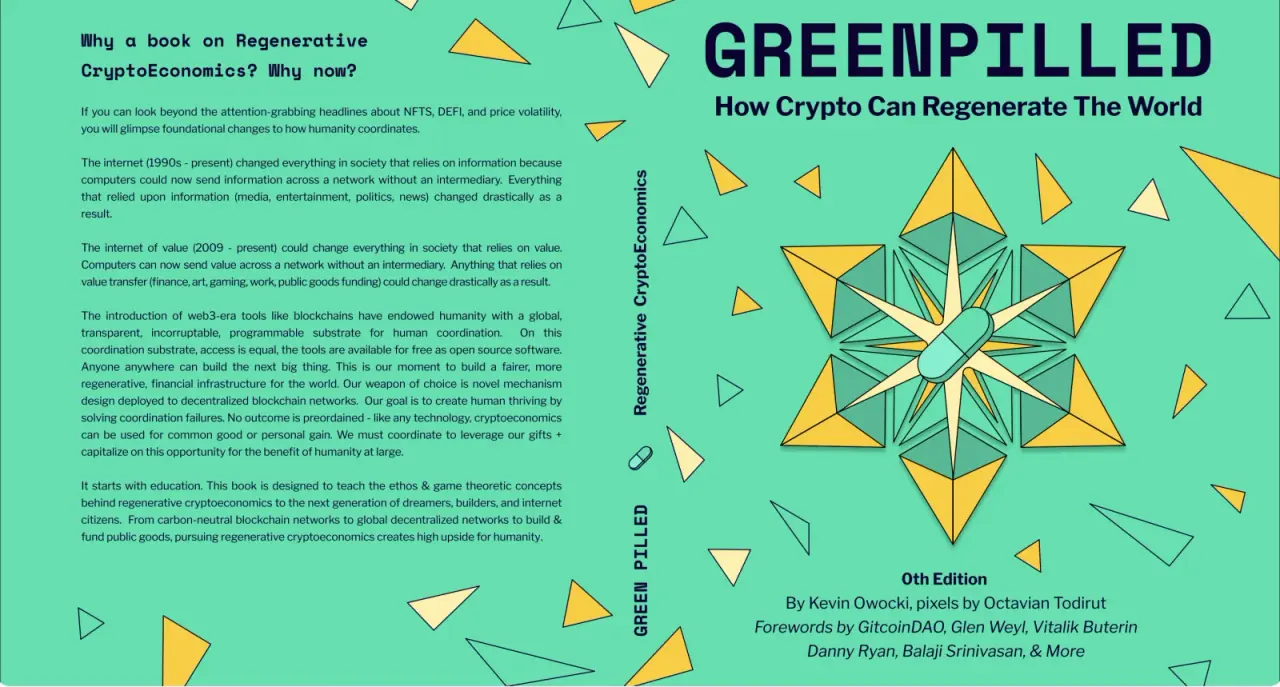 Why a book on Regenerative
CryptoEconomics? Why now?
If you can look beyond the attention-grabbing headlines about NFTS, DEFI, and price volatility,
you will glimpse foundational changes to how humanity coordinates.
The internet (1990s - present) changed everything in society that relies on information because
computers could now send information across a network without an intermediary. Everything
that relied upon information (media, entertainment, politics, news) changed drastically as a
result.
The internet of value (2009 - present) could change everything in society that relies on value.
Computers can now send value across a network without an intermediary. Anything that relies on
value transfer (finance, art, gaming, work, public goods funding) could change drastically as a result.
The introduction of web3-era tools like blockchains have endowed humanity with a global,
transparent, incorruptable, programmable substrate for human coordination. On this
coordination substrate, access is equal, the tools are available for free as open source software.
Anyone anywhere can build the next big thing. This is our moment to build a fairer, more
regenerative, financial infrastructure for the world. Our weapon of choice is novel mechanism
design deployed to decentralized blockchain networks. Our goal is to create human thriving by
solving coordination failures. No outcome is preordained - like any technology, cryptoeconomics
can be used for common good or personal gain. We must coordinate to leverage our gifts +
capitalize on this opportunity for the benefit of humanity at large.
It starts with education. This book is designed to teach the ethos & game theoretic concepts
behind regenerative cryptoeconomics to the next generation of dreamers, builders, and internet
citizens. From carbon-neutral blockchain networks to global decentralized networks to build &
fund public goods, pursuing regenerative cryptoeconomics creates high upside for humanity.
GREEN PILLED
Regenerative CryptoEconomics
GREENPILLED
How Crypto Can Regenerate The World
0th Edition
By Kevin Owocki, pixels by Octavian Todirut
Forewords by GitcoinDAO, Glen Weyl, Vitalik Buterin
Danny Ryan, Balaji Srinivasan, & More